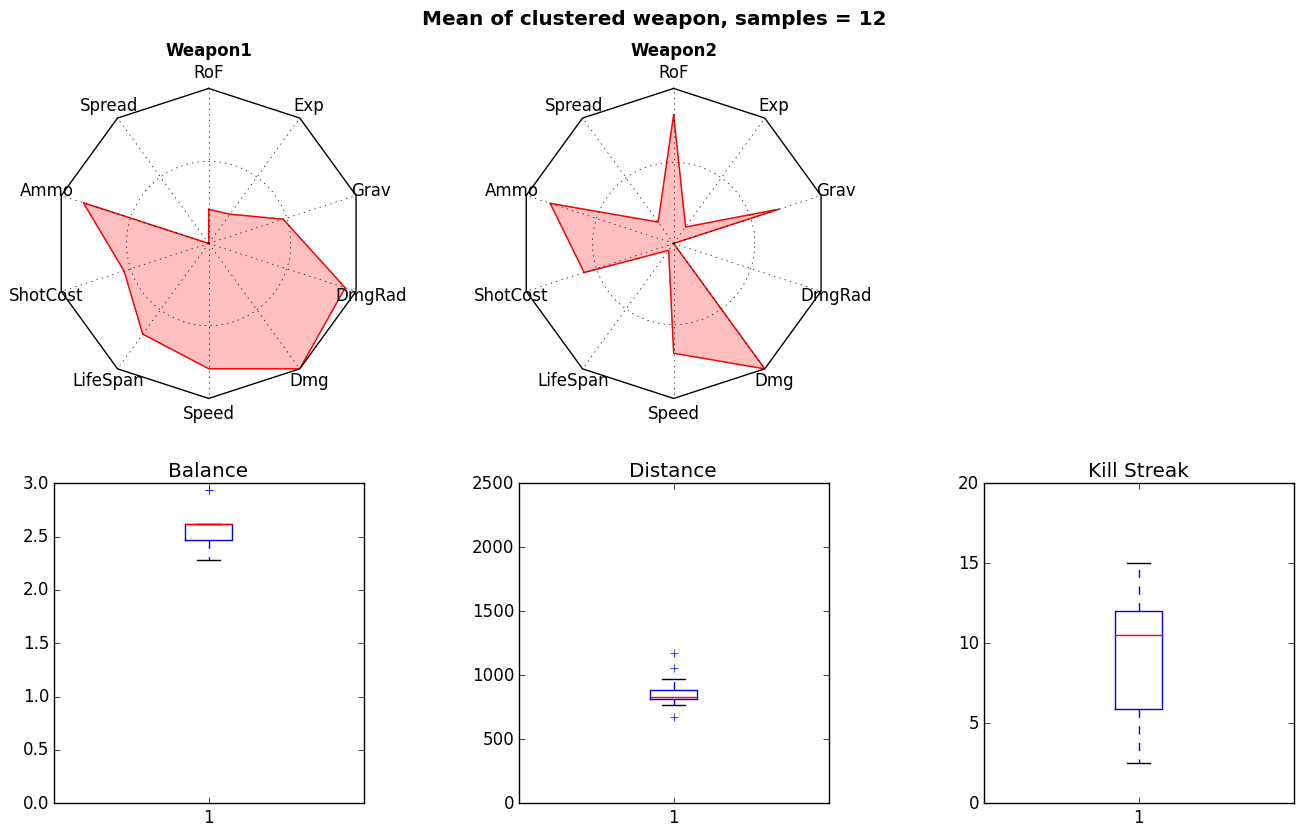 Mean of clustered weapon, samples = 12
Weapon1
RoF
Spread
Exp
Ammo
Grav
ShotCost
DmgRad
LifeSpan
Dmg
Speed
Weapon2
RoF
Spread
Exp
Ammo
Grav
ShotCost
DmgRad
LifeSpan
Dmg
Speed
Balance
3.0
2.5
2.0
1.5
1.0
0.5
0.0
1
Distance
2500
2000
1500
1000
500
0
1
Kill Streak
20
15
10
5
0
1